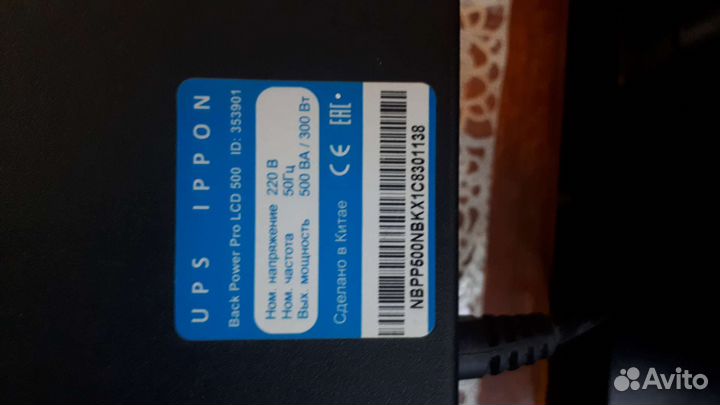 UPS IPPON
Back Power Pro LCD 500 ID: 353901
Ном. напряжение 220 В
Ном. частота 50Гц
Вых. мощность 500 ВА / 300 Вт
Сделано в Китае CE EAC
NBPP500NBKX1C8301138
Avito